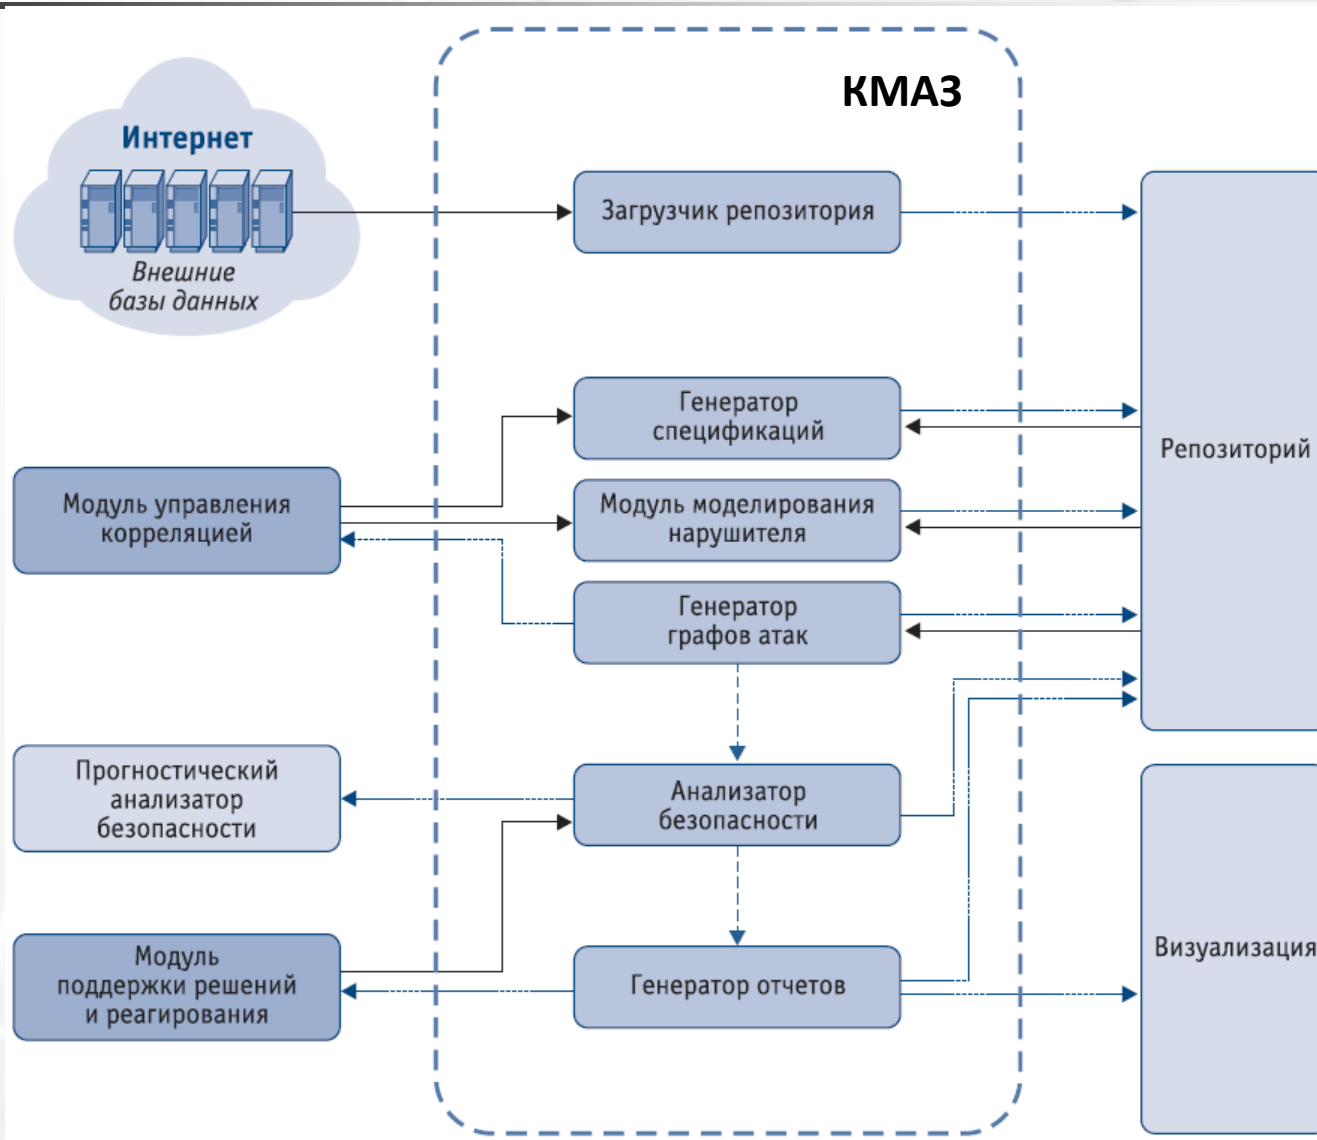 КМАЗ
Интернет
Внешние
базы данных
Загрузчик репозитория
Генератор
спецификаций
Репозиторий
Модуль управления
корреляцией
Модуль моделирования
нарушителя
Генератор
графов атак
Прогностический
анализатор
безопасности
Анализатор
безопасности
Модуль
поддержки решений
и реагирования
Генератор отчетов
Визуализация